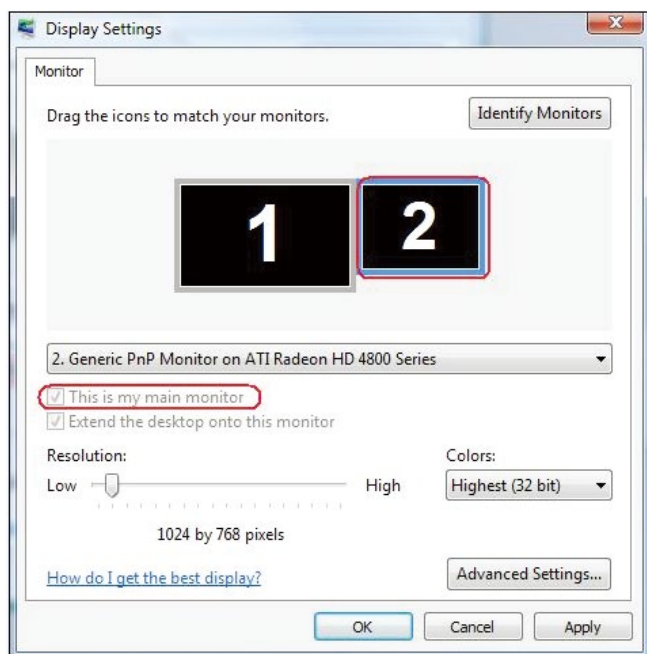 Display Settings
Monitor
Drag the icons to match your monitors.
Identify Monitors
1
2
2. Generic PnP Monitor on ATI Radeon HD 4800 Series
This is my main monitor
Extend the desktop onto this monitor
Resolution:
Colors:
Low
High
Highest (32 bit)
1024 by 768 pixels
How do I get the best display?
Advanced Settings...
OK
Cancel
Apply